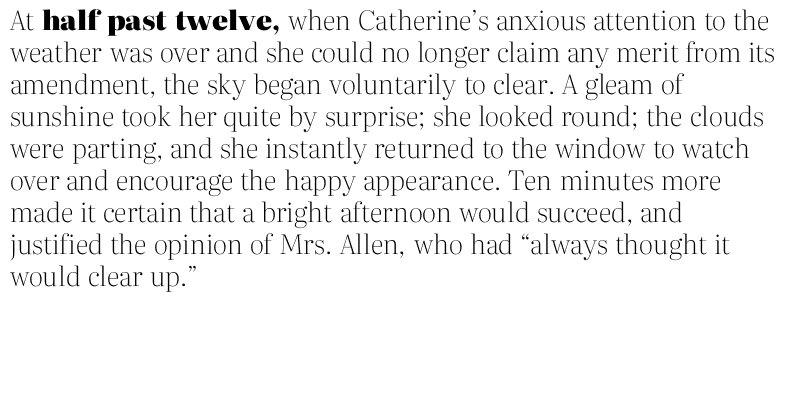 At half past twelve, when Catherine’s anxious attention to the
weather was over and she could no longer claim any merit from its
amendment, the sky began voluntarily to clear. A gleam of
sunshine took her quite by surprise; she looked round; the clouds
were parting, and she instantly returned to the window to watch
over and encourage the happy appearance. Ten minutes more
made it certain that a bright afternoon would succeed, and
justified the opinion of Mrs. Allen, who had “always thought it
would clear up.”